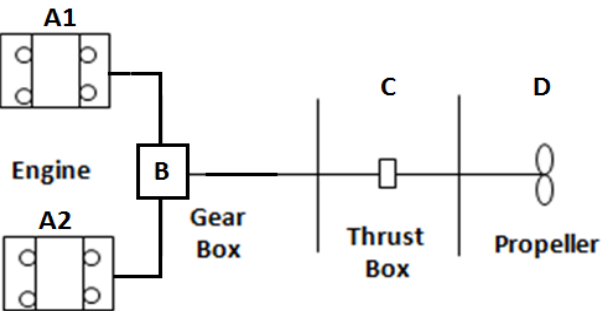 A1
C
D
Engine
B
A2
Gear
Box
Thrust
Box
Propeller